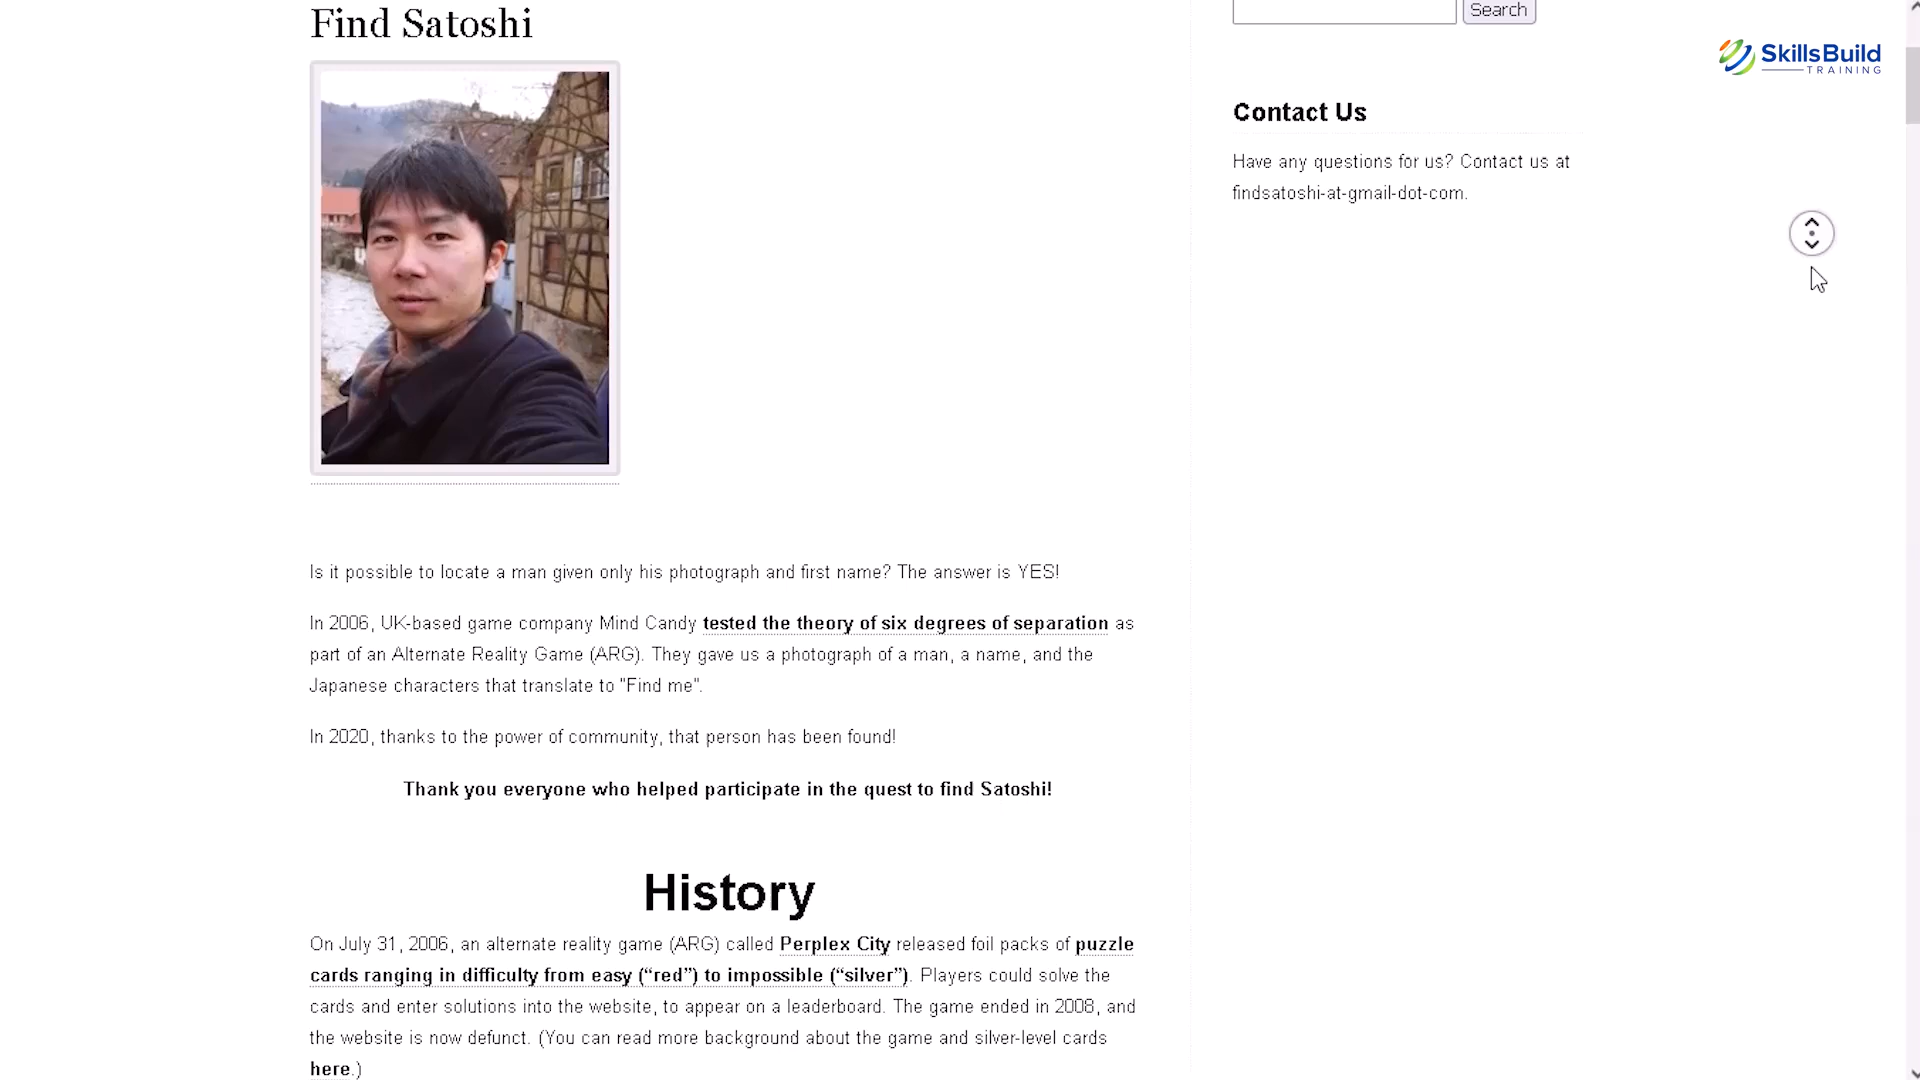 Find Satoshi
Search
SkillsBuild
TRAINING
Contact Us
Have any questions for us? Contact us at
findsatoshi-at-gmail-dot-com.
Is it possible to locate a man given only his photograph and first name? The answer is YES!
In 2006, UK-based game company Mind Candy tested the theory of six degrees of separation as
part of an Alternate Reality Game (ARG). They gave us a photograph of a man, a name, and the
Japanese characters that translate to "Find me".
In 2020, thanks to the power of community, that person has been found!
Thank you everyone who helped participate in the quest to find Satoshi!
History
On July 31, 2006, an alternate reality game (ARG) called Perplex City released foil packs of puzzle
cards ranging in difficulty from easy (“red”) to impossible (“silver”). Players could solve the
cards and enter solutions into the website, to appear on a leaderboard. The game ended in 2008, and
the website is now defunct. (You can read more background about the game and silver-level cards
here.)